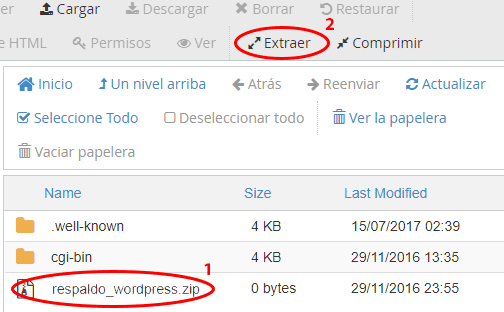 Cargar Descargar Borrar Restaurar
2
e HTML Permisos Ver Extraer Comprimir
Inicio Un nivel arriba Atrás Reenviar Actualizar
Seleccione Todo Deseleccionar todo Ver la papelera
Vaciar papelera
Name Size Last Modified
.well-known 4 KB 15/07/2017 02:39
cgi-bin 4 KB 29/11/2016 13:35
1
respaldo_wordpress.zip 0 bytes 29/11/2016 23:55